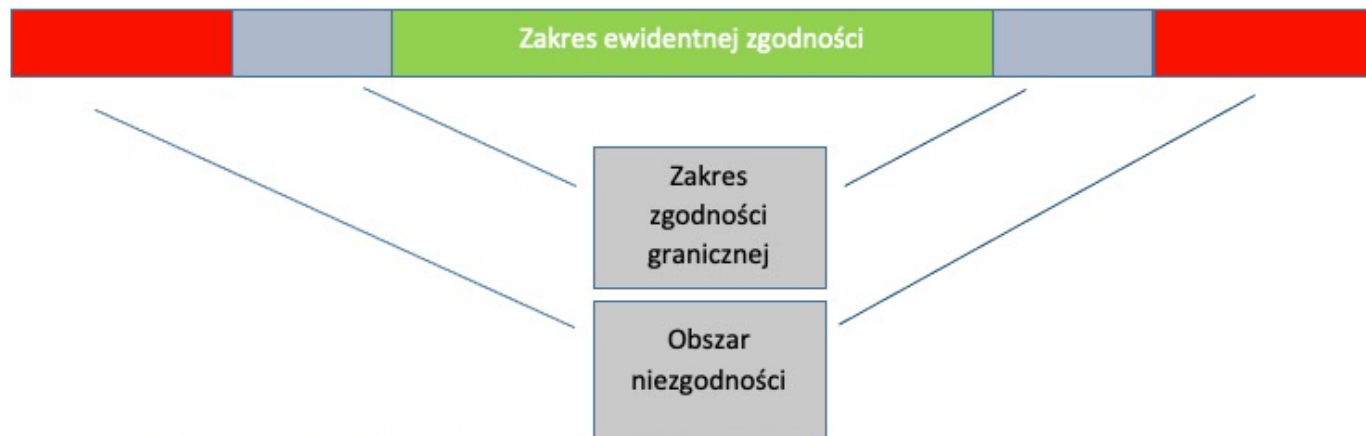 Zakres ewidentnej zgodności
Zakres
zgodności
granicznej
Obszar
niezgodności